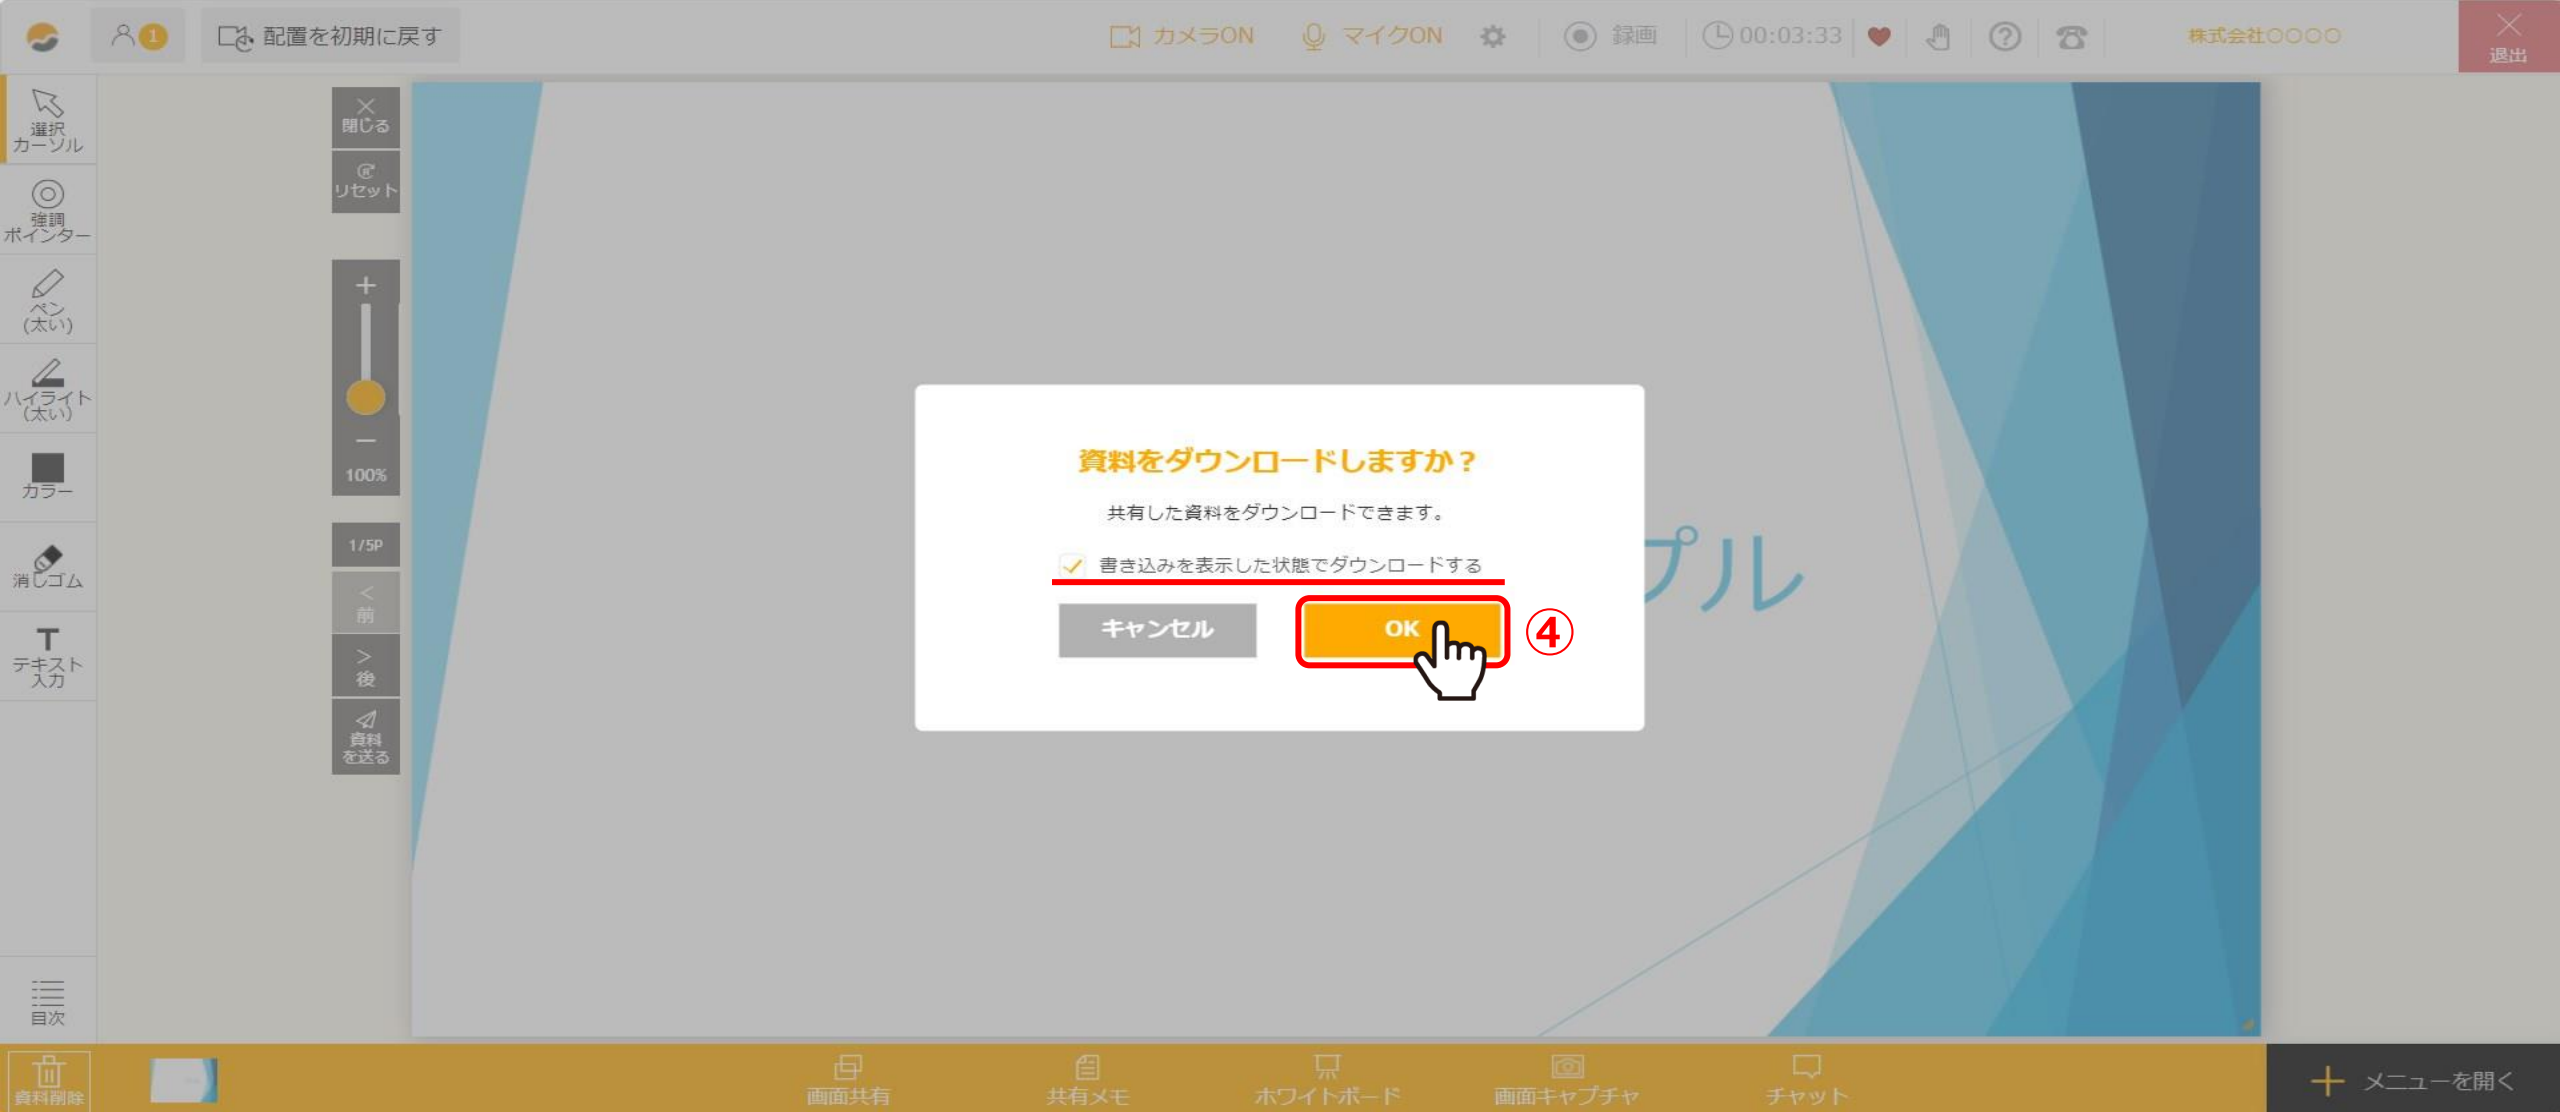 1
配置を初期に戻す
カメラON
マイクON
録画
00:03:33
株式会社〇〇〇〇
退出
選択
カーソル
強調
ポインター
ペン
(太い)
ハイライト
(太い)
カラー
消しゴム
T
テキスト
入力
目次
閉じる
リセット
+
−
100%
1/5P
<
前
>
後
資料
を送る
プル
資料をダウンロードしますか？
共有した資料をダウンロードできます。
書き込みを表示した状態でダウンロードする
キャンセル
OK
④
資料削除
画面共有
共有メモ
ホワイトボード
画面キャプチャ
チャット
メニューを開く